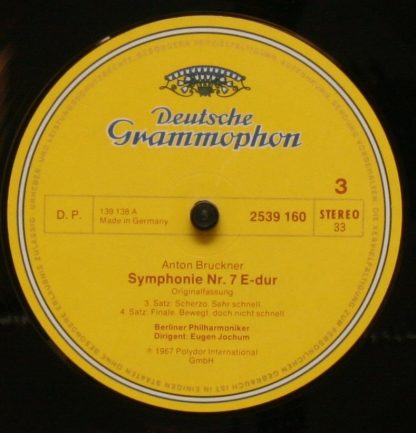 Deutsche
Grammophon
3
D. P.
139 138 A
Made in Germany
2539 160
STEREO
33
Anton Bruckner
Symphonie Nr. 7 E-dur
Originalfassung
3. Satz: Scherzo. Sehr schnell
4. Satz: Finale. Bewegt, doch nicht schnell
Berliner Philharmoniker
Dirigent: Eugen Jochum
℗ 1967 Polydor International
GmbH